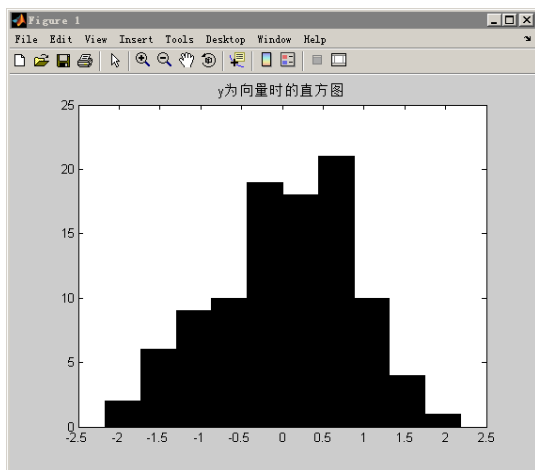 Figure 1
File Edit View Insert Tools Desktop Window Help
y为向量时的直方图
25
20
15
10
5
0
-2.5 -2 -1.5 -1 -0.5 0 0.5 1 1.5 2 2.5